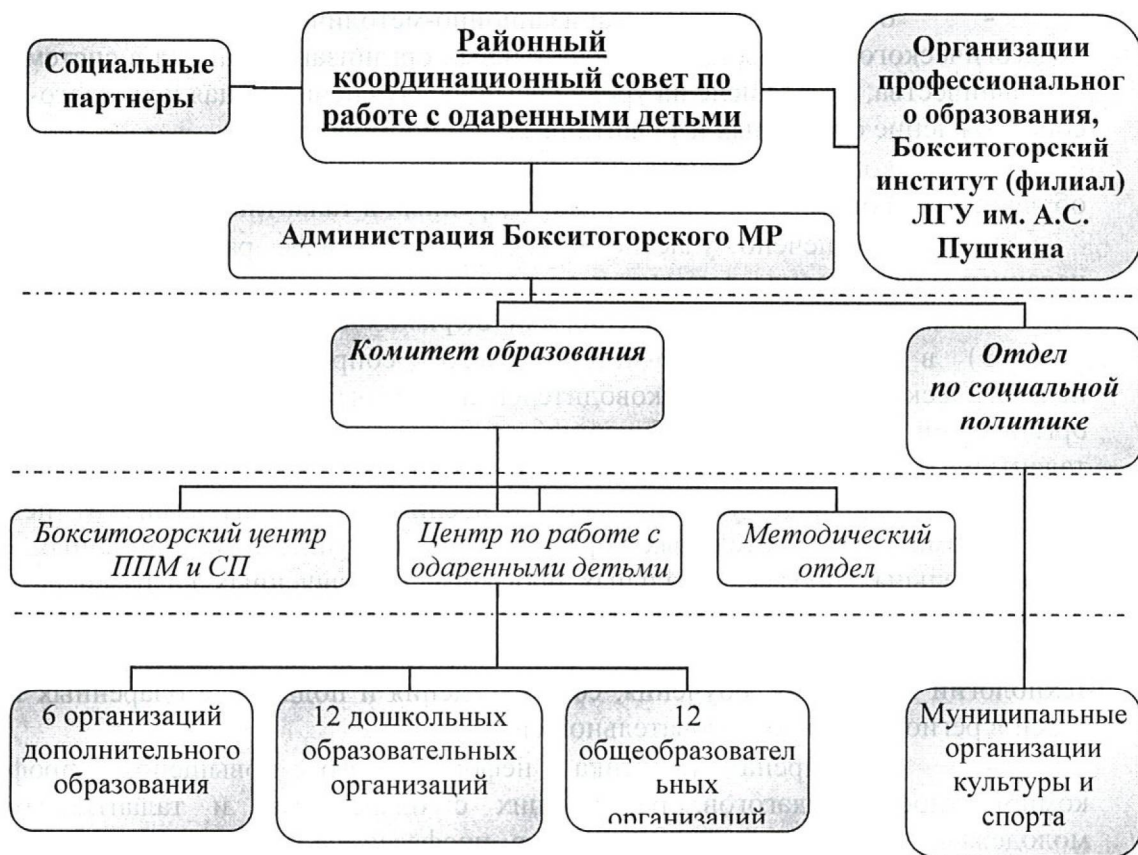 Социальные
партнеры
Районный
координационный совет по
работе с одаренными детьми
Организации
профессиональног
о образования,
Бокситогорский
институт (филиал)
ЛГУ им. А.С.
Пушкина
Администрация Бокситогорского МР
Комитет образования
Отдел
по социальной
политике
Бокситогорский центр
ППМ и СП
Центр по работе с
одаренными детьми
Методический
отдел
6 организаций
дополнительного
образования
12 дошкольных
образовательных
организаций
12
общеобразовател
ьных
организаций
Муниципальные
организации
культуры и
спорта